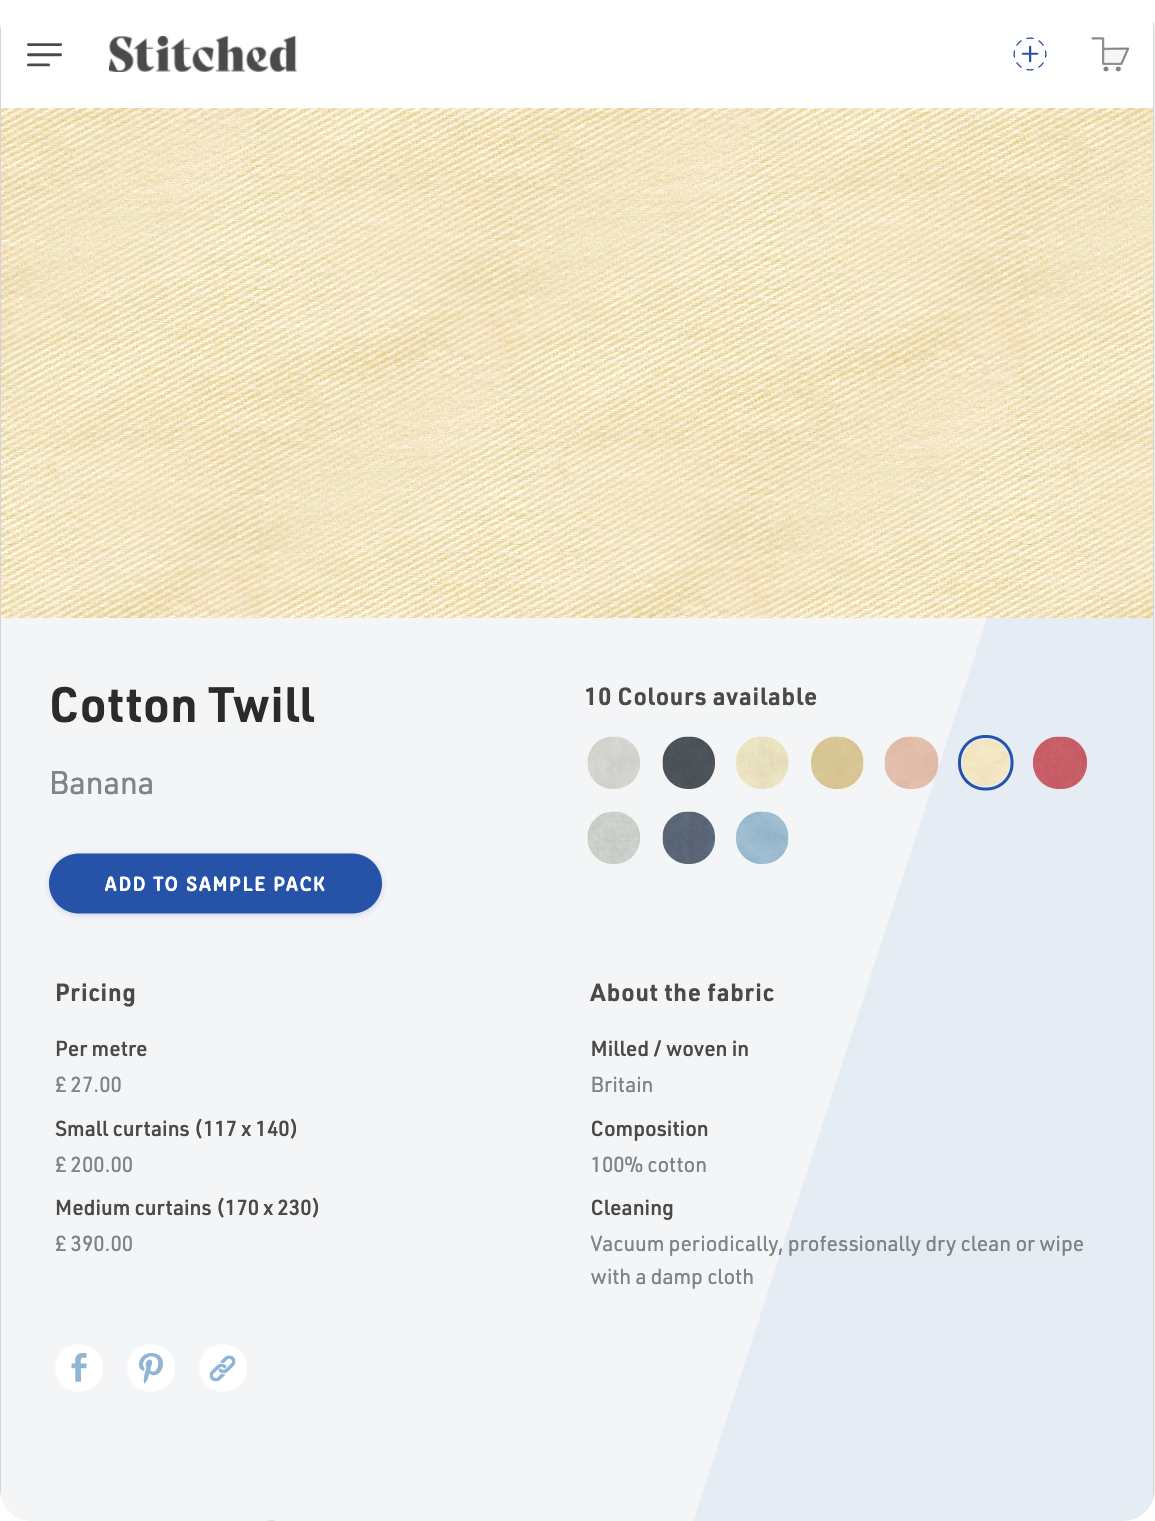 Stitched
Cotton Twill
Banana
ADD TO SAMPLE PACK
10 Colours available
Pricing
Per metre
£ 27.00
Small curtains (117 x 140)
£ 200.00
Medium curtains (170 x 230)
£ 390.00
About the fabric
Milled / woven in
Britain
Composition
100% cotton
Cleaning
Vacuum periodically, professionally dry clean or wipe
with a damp cloth